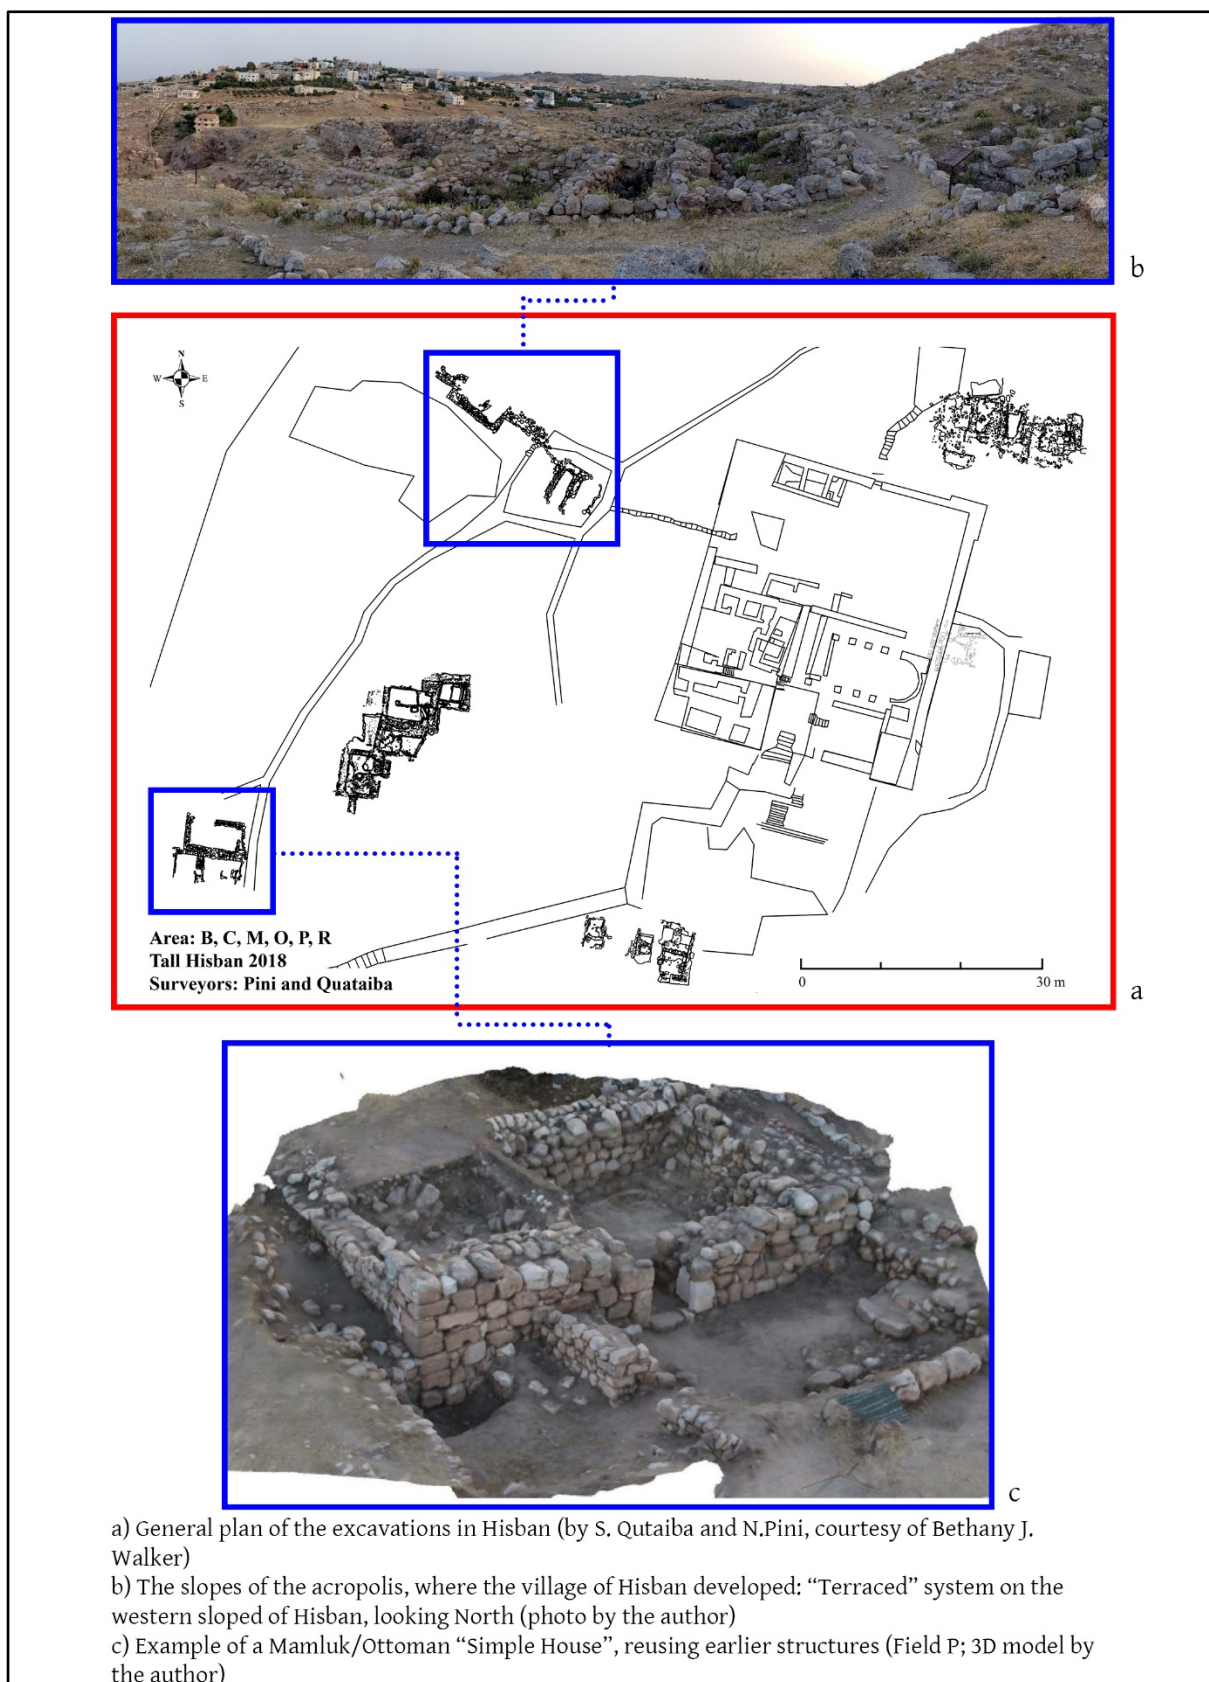 b
N
W E
S
Area: B, C, M, O, P, R
Tall Hisban 2018
Surveyors: Pini and Quataiba
0 30 m
a
c
a) General plan of the excavations in Hisban (by S. Qutaiba and N.Pini, courtesy of Bethany J.
Walker)
b) The slopes of the acropolis, where the village of Hisban developed: “Terraced” system on the
western sloped of Hisban, looking North (photo by the author)
c) Example of a Mamluk/Ottoman “Simple House”, reusing earlier structures (Field P; 3D model by
the author)